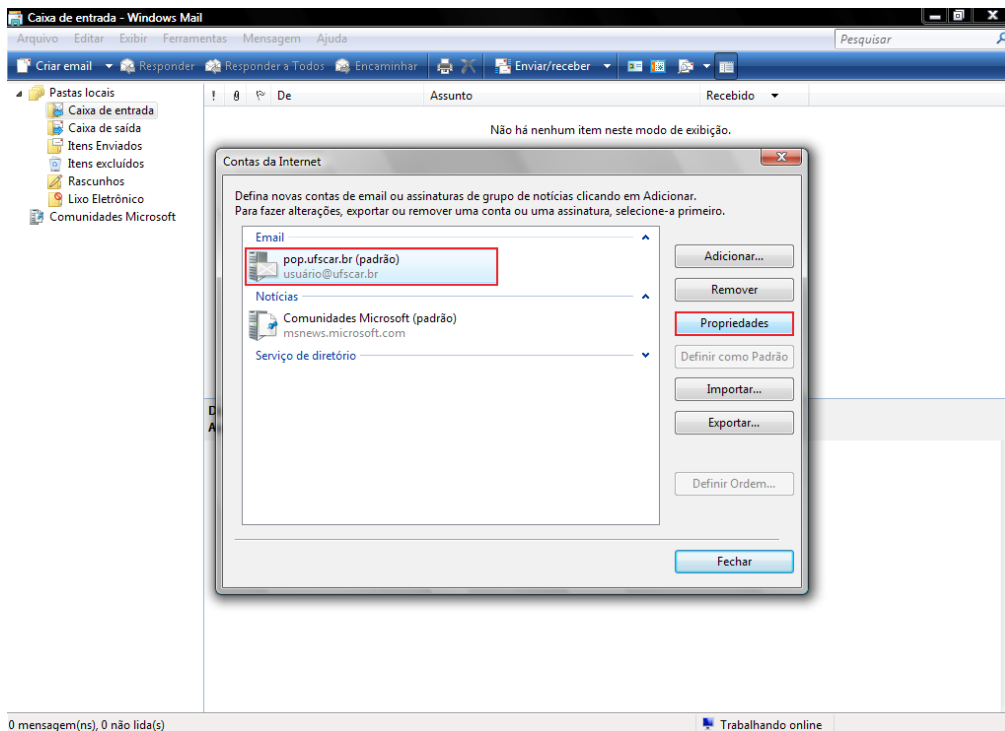 Caixa de entrada - Windows Mail
Arquivo Editar Exibir Ferramentas Mensagem Ajuda
Pesquisar
Criar email Responder Responder a Todos Encaminhar Enviar/receber
Pastas locais
Caixa de entrada
Caixa de saída
Itens Enviados
Itens excluídos
Rascunhos
Lixo Eletrônico
Comunidades Microsoft
! De Assunto Recebido
Não há nenhum item neste modo de exibição.
Contas da Internet
Defina novas contas de email ou assinaturas de grupo de notícias clicando em Adicionar.
Para fazer alterações, exportar ou remover uma conta ou uma assinatura, selecione-a primeiro.
Email
pop.ufscar.br (padrão)
usuário@ufscar.br
Notícias
Comunidades Microsoft (padrão)
msnews.microsoft.com
Serviço de diretório
Adicionar...
Remover
Propriedades
Definir como Padrão
Importar...
Exportar...
Definir Ordem...
Fechar
0 mensagem(ns), 0 não lida(s)
Trabalhando online